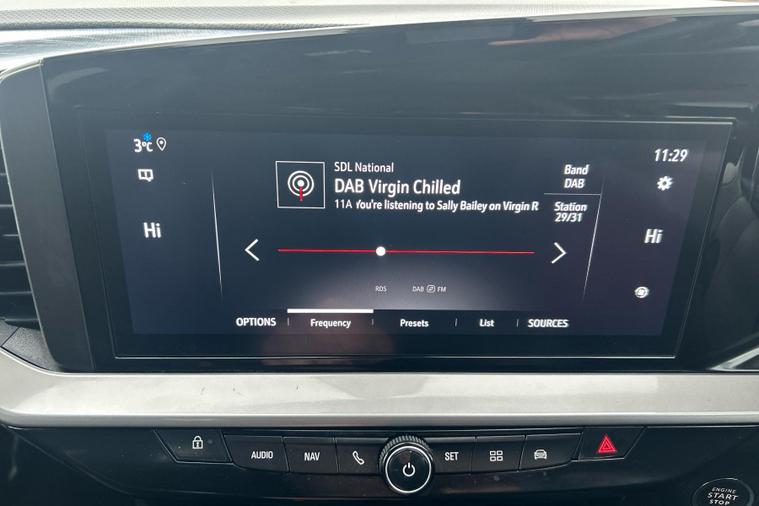 3°C
11:29
SDL National
DAB Virgin Chilled
11A You're listening to Sally Bailey on Virgin R
Band
DAB
Station
29/31
Hi
Hi
RDS
DAB FM
OPTIONS
Frequency
Presets
List
SOURCES
AUDIO
NAV
SET
ENGINE
START
STOP